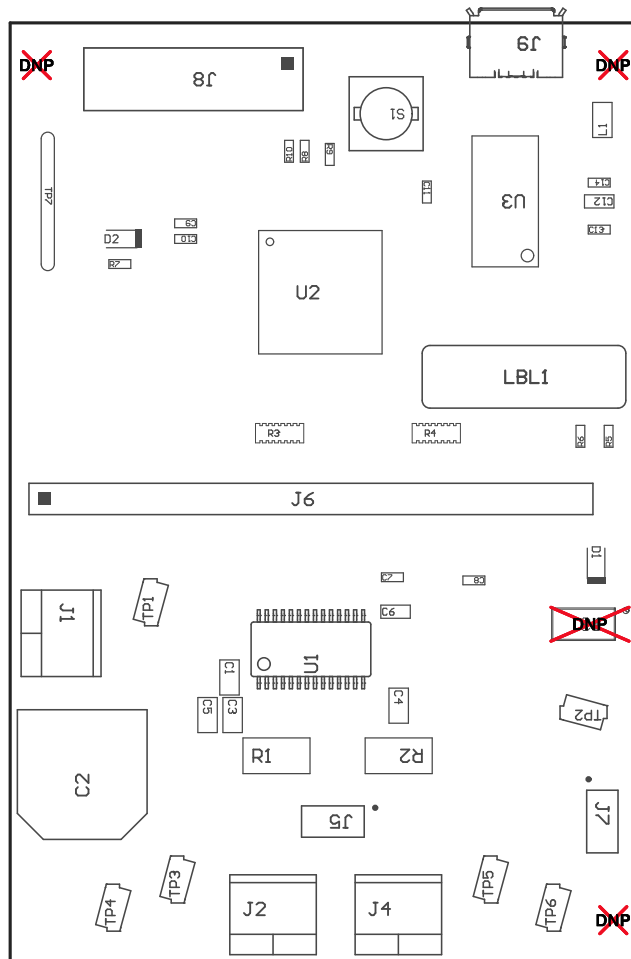 J9
DNP
DNP
J8
S1
L1
R10
R8
R9
C14
C11
C12
TP7
U3
C9
C13
D2
C10
R7
U2
LBL1
R3
R4
R6
R5
J6
D1
C7
C8
TP1
J1
C6
DNP
U1
C1
C4
C5
C3
TP2
R1
R2
C2
J7
J5
TP3
TP5
J2
J4
TP4
TP6
DNP